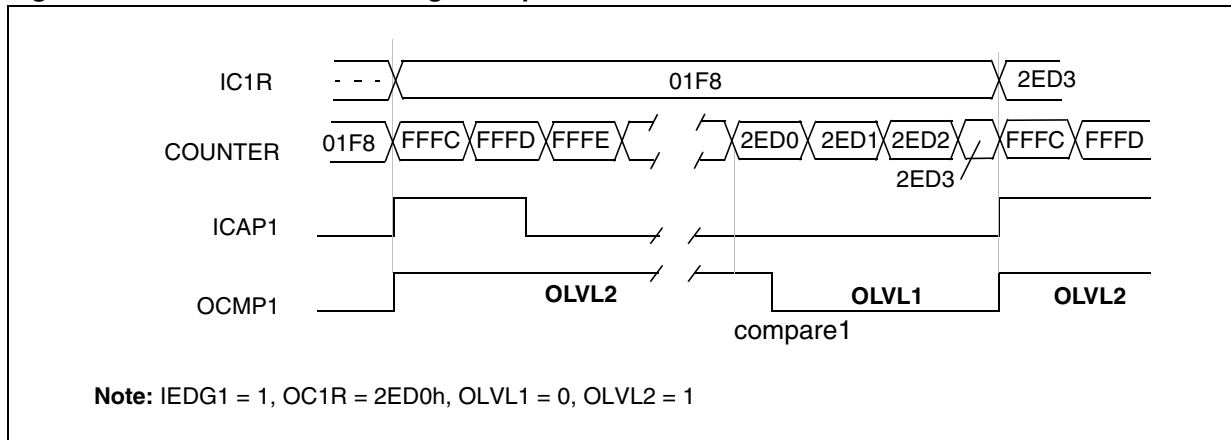 IC1R - - - 01F8 2ED3
COUNTER 01F8 FFFC FFFD FFFE 2ED0 2ED1 2ED2 FFFC FFFD
2ED3
ICAP1
OCMP1 OLVL2 OLVL1 OLVL2
compare1
Note: IEDG1 = 1, OC1R = 2ED0h, OLVL1 = 0, OLVL2 = 1